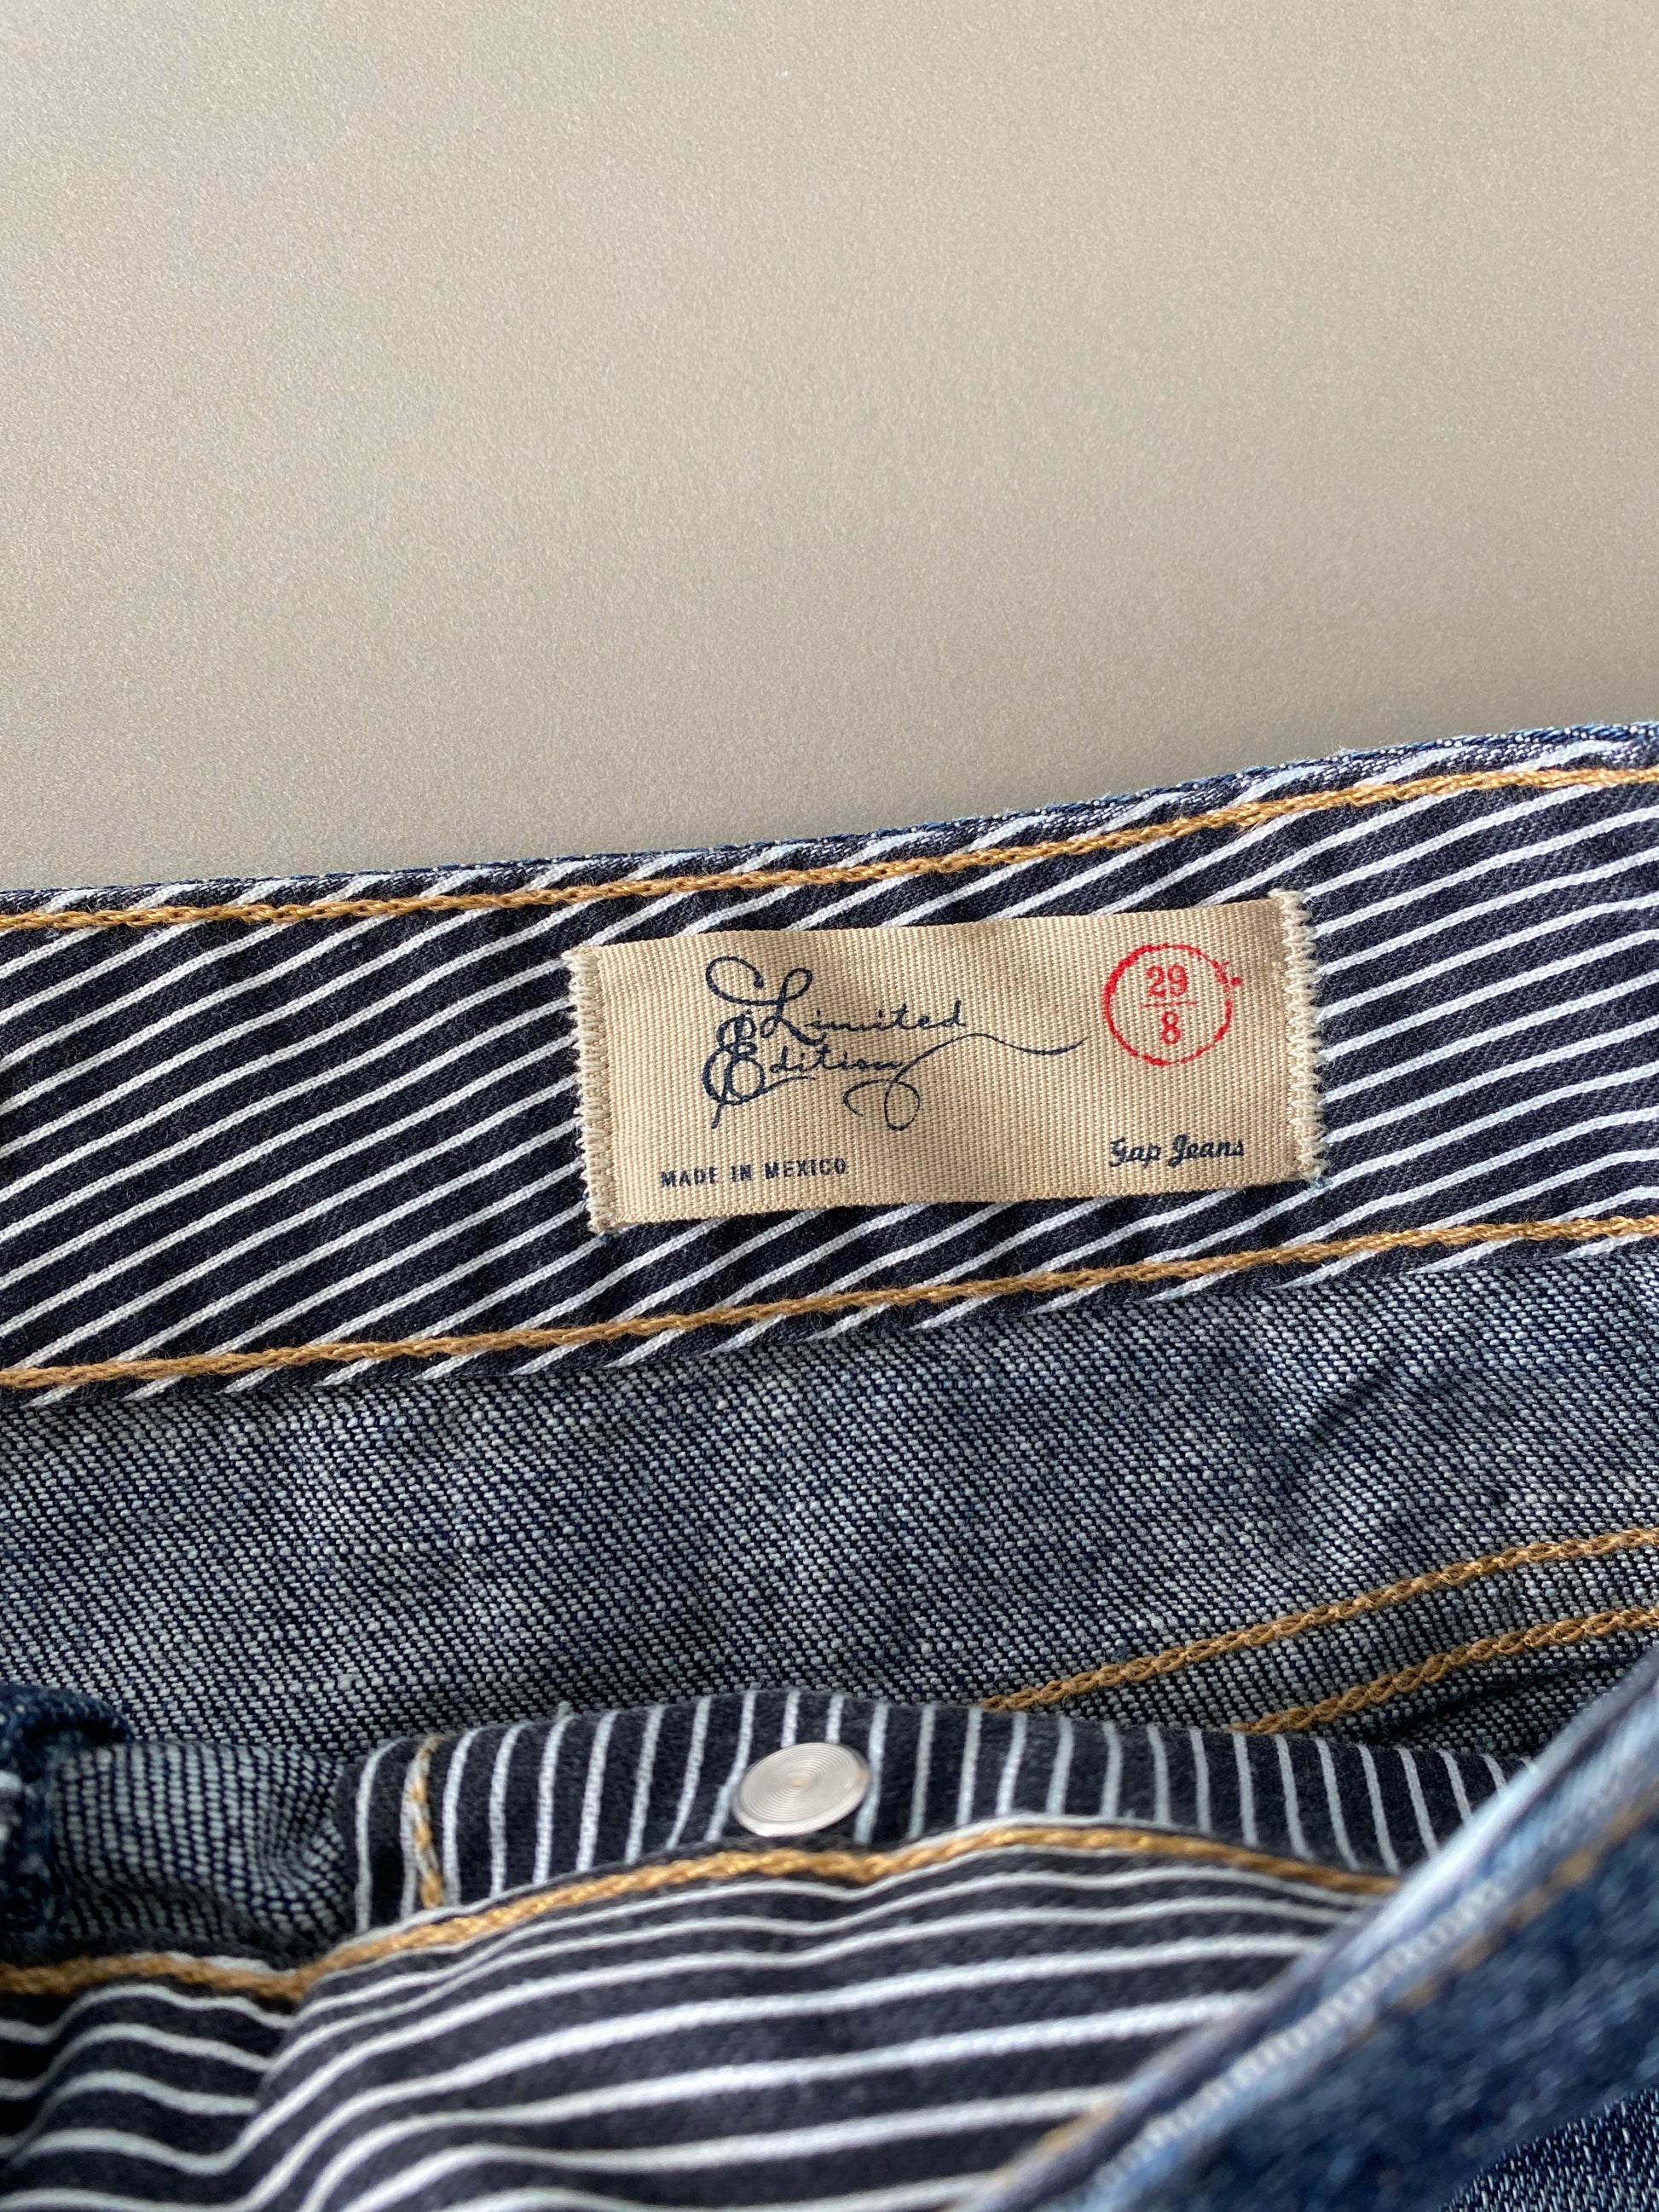 Limited
Edition
29
8
MADE IN MEXICO
Gap Jeans